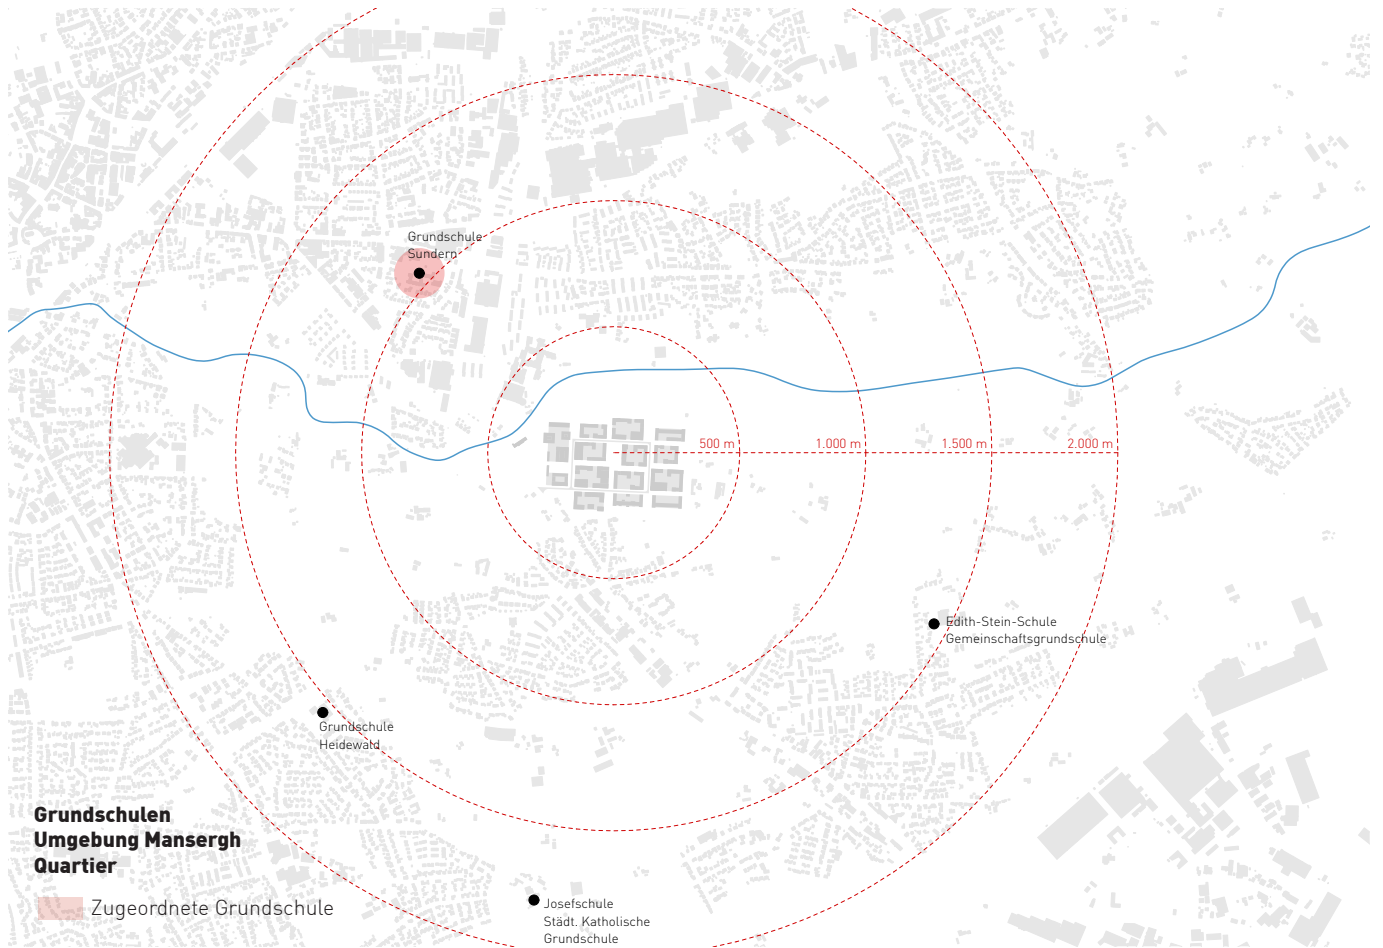 Grundschule
Sundern
500 m
1.000 m
1.500 m
2.000 m
Edith-Stein-Schule
Gemeinschaftsgrundschule
Grundschule
Heidewald
Grundschulen
Umgebung Mansergh
Quartier
Zugeordnete Grundschule
Josefschule
Städt. Katholische
Grundschule